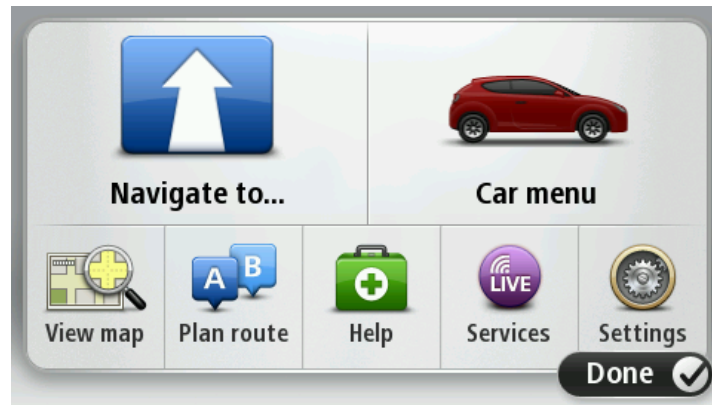 Navigate to...
Car menu
A B
LIVE
View map
Plan route
Help
Services
Settings
Done